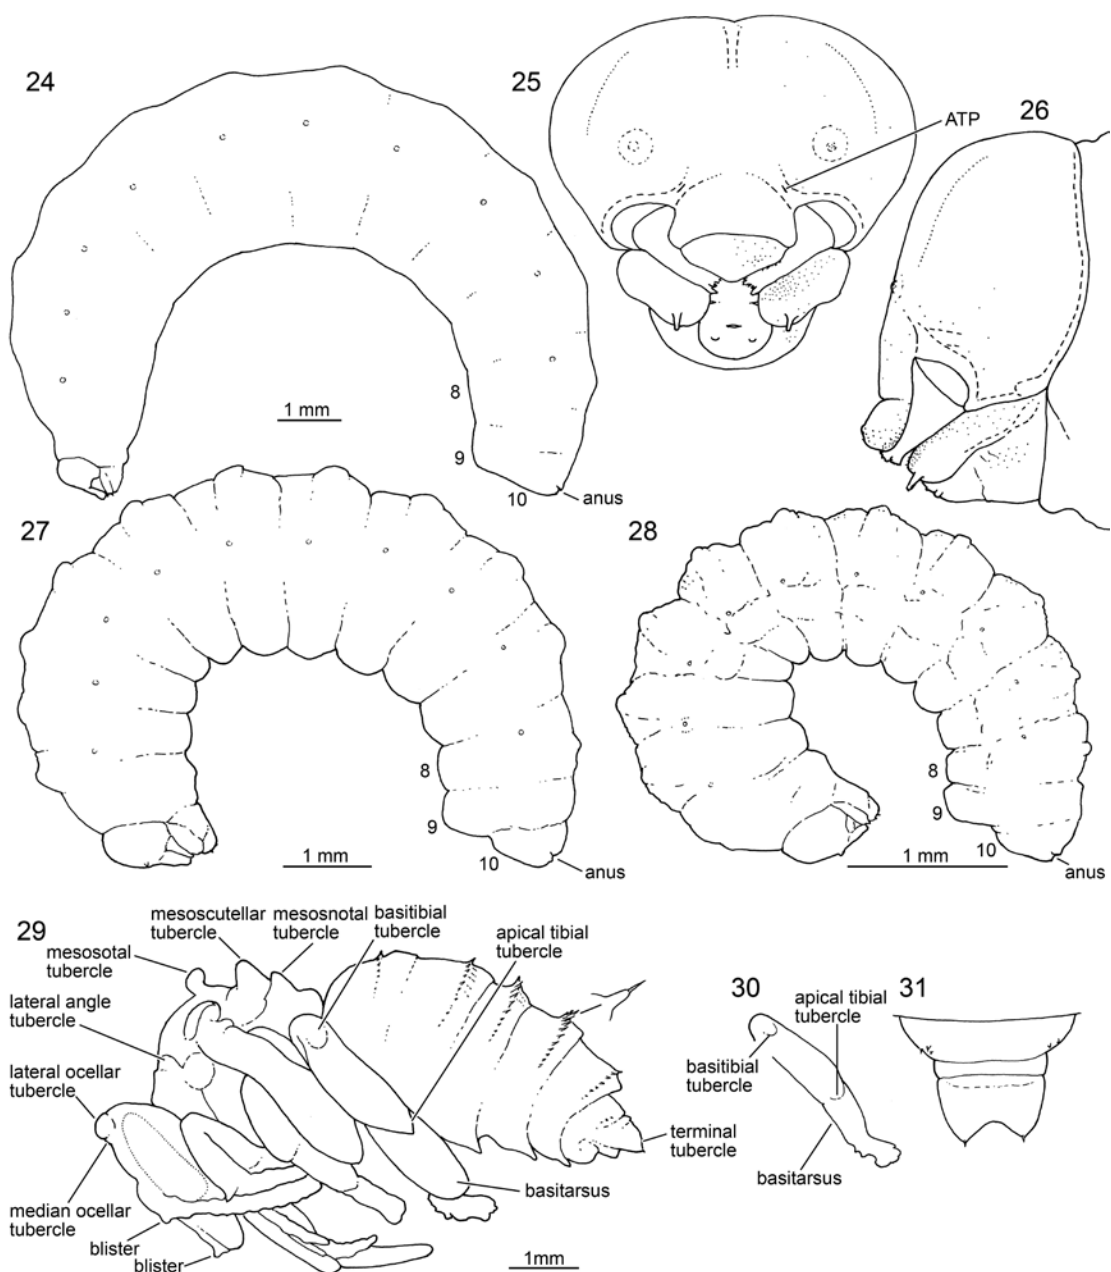 24
25
26
ATP
8
1 mm
9
10
anus
27
28
8
9
1 mm
10
anus
8
9
1 mm
10
anus
29
mesoscutellar
tubercle
mesosnotal
tubercle
basitibial
tubercle
apical tibial
tubercle
mesosotal
tubercle
lateral angle
tubercle
lateral ocellar
tubercle
median ocellar
tubercle
blister
blister
basitarsus
terminal
tubercle
1mm
30
apical tibial
tubercle
basitibial
tubercle
basitarsus
31